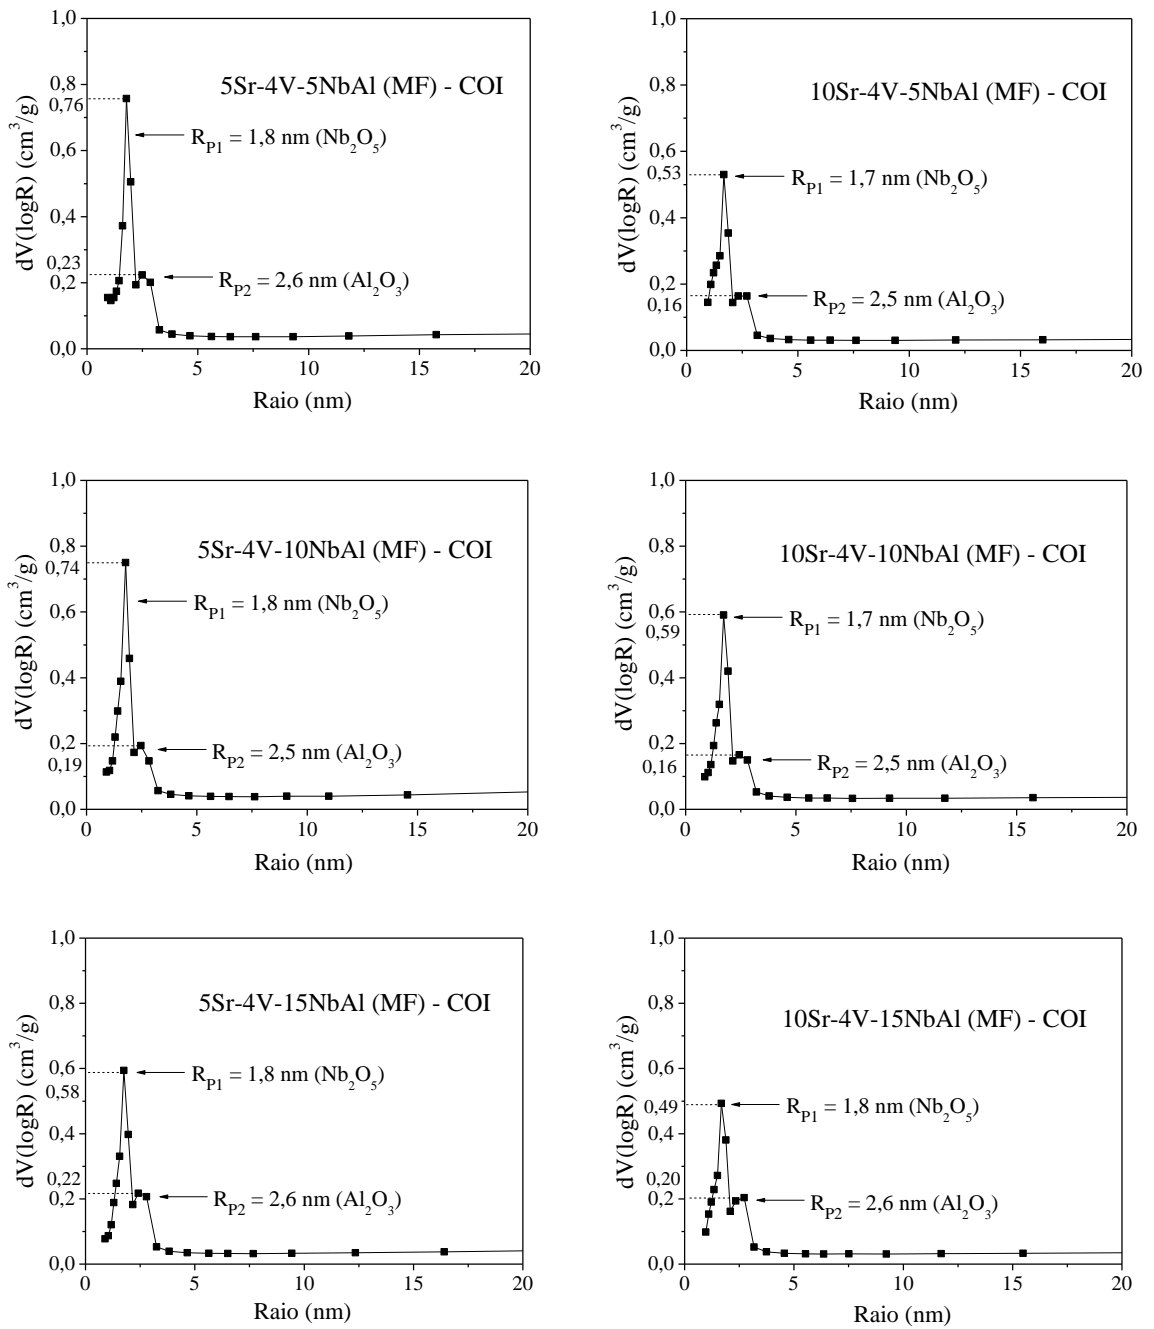 1,0
0,8
0,76
0,6
0,4
0,23
0,2
0,0
dV(logR) (cm³/g)
5Sr-4V-5NbAl (MF) - COI
R_P1 = 1,8 nm (Nb₂O₅)
R_P2 = 2,6 nm (Al₂O₃)
0 5 10 15 20
Raio (nm)
1,0
0,8
0,6
0,53
0,4
0,2
0,16
0,0
dV(logR) (cm³/g)
10Sr-4V-5NbAl (MF) - COI
R_P1 = 1,7 nm (Nb₂O₅)
R_P2 = 2,5 nm (Al₂O₃)
0 5 10 15 20
Raio (nm)
1,0
0,8
0,74
0,6
0,4
0,2
0,19
0,0
dV(logR) (cm³/g)
5Sr-4V-10NbAl (MF) - COI
R_P1 = 1,8 nm (Nb₂O₅)
R_P2 = 2,5 nm (Al₂O₃)
0 5 10 15 20
Raio (nm)
1,0
0,8
0,6
0,59
0,4
0,2
0,16
0,0
dV(logR) (cm³/g)
10Sr-4V-10NbAl (MF) - COI
R_P1 = 1,7 nm (Nb₂O₅)
R_P2 = 2,5 nm (Al₂O₃)
0 5 10 15 20
Raio (nm)
1,0
0,8
0,6
0,58
0,4
0,22
0,2
0,0
dV(logR) (cm³/g)
5Sr-4V-15NbAl (MF) - COI
R_P1 = 1,8 nm (Nb₂O₅)
R_P2 = 2,6 nm (Al₂O₃)
0 5 10 15 20
Raio (nm)
1,0
0,8
0,6
0,49
0,4
0,20
0,2
0,0
dV(logR) (cm³/g)
10Sr-4V-15NbAl (MF) - COI
R_P1 = 1,8 nm (Nb₂O₅)
R_P2 = 2,6 nm (Al₂O₃)
0 5 10 15 20
Raio (nm)